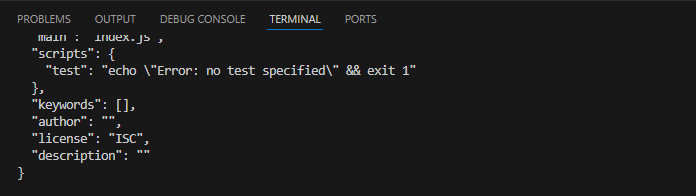 PROBLEMS OUTPUT DEBUG CONSOLE TERMINAL PORTS
"main": "index.js",
"scripts": {
"test": "echo \"Error: no test specified\" && exit 1"
},
"keywords": [],
"author": "",
"license": "ISC",
"description": ""
}